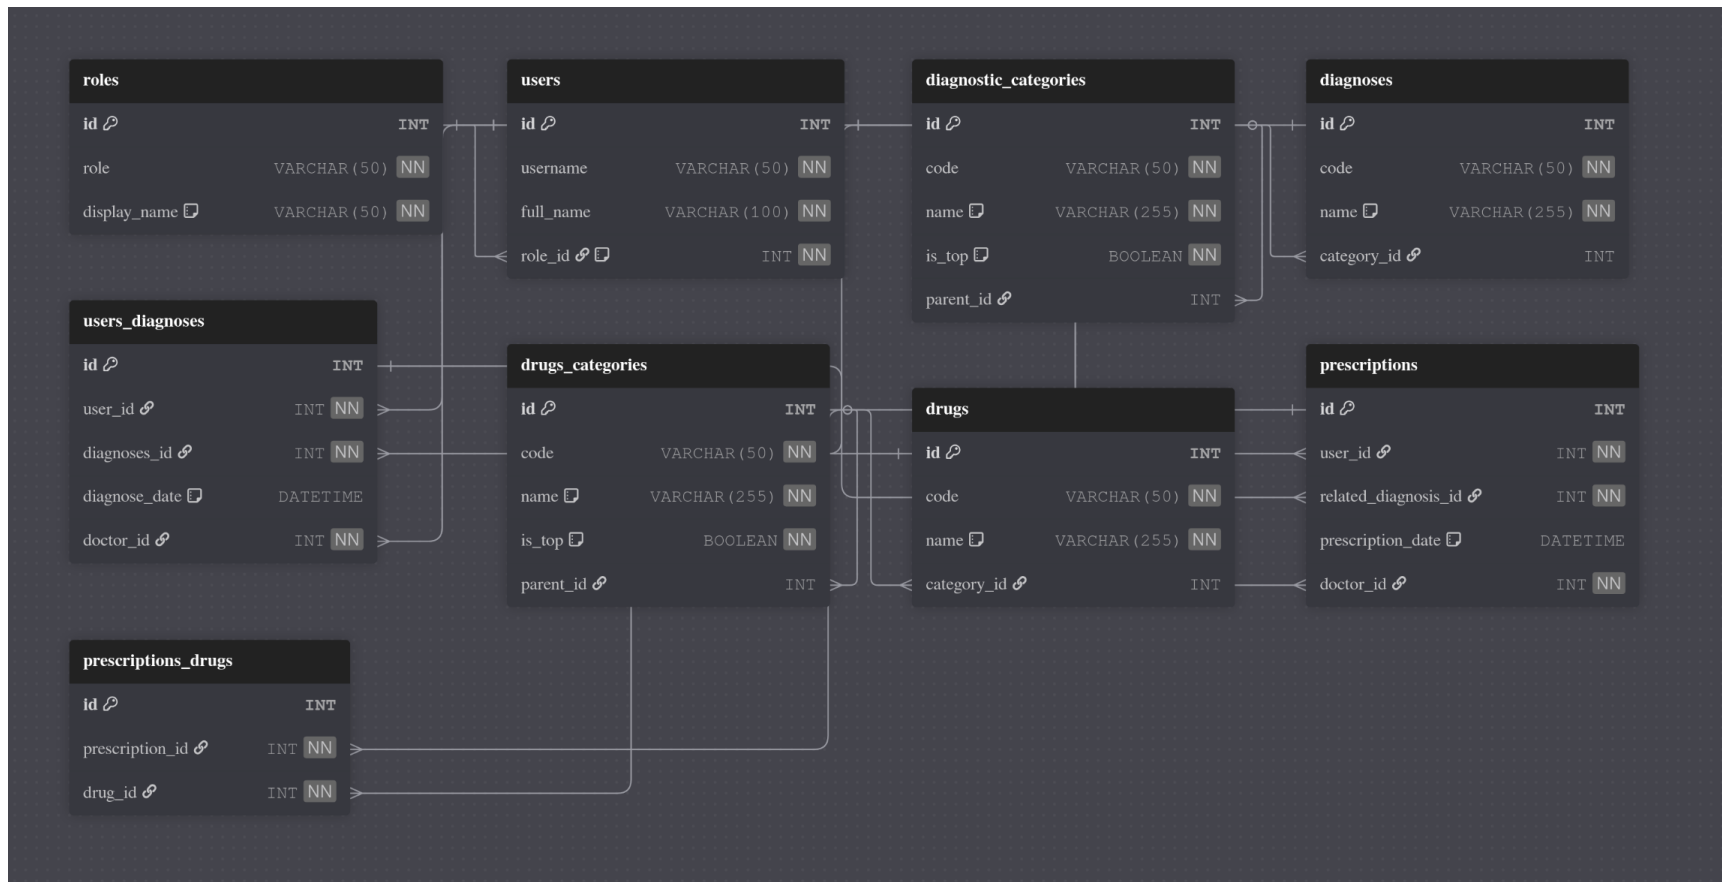 roles
id INT
role VARCHAR(50) NN
display_name VARCHAR(50) NN
users
id INT
username VARCHAR(50) NN
full_name VARCHAR(100) NN
role_id INT NN
diagnostic_categories
id INT
code VARCHAR(50) NN
name VARCHAR(255) NN
is_top BOOLEAN NN
parent_id INT
diagnoses
id INT
code VARCHAR(50) NN
name VARCHAR(255) NN
category_id INT
users_diagnoses
id INT
user_id INT NN
diagnoses_id INT NN
diagnose_date DATETIME
doctor_id INT NN
drugs_categories
id INT
code VARCHAR(50) NN
name VARCHAR(255) NN
is_top BOOLEAN NN
parent_id INT
drugs
id INT
code VARCHAR(50) NN
name VARCHAR(255) NN
category_id INT
prescriptions
id INT
user_id INT NN
related_diagnosis_id INT NN
prescription_date DATETIME
doctor_id INT NN
prescriptions_drugs
id INT
prescription_id INT NN
drug_id INT NN